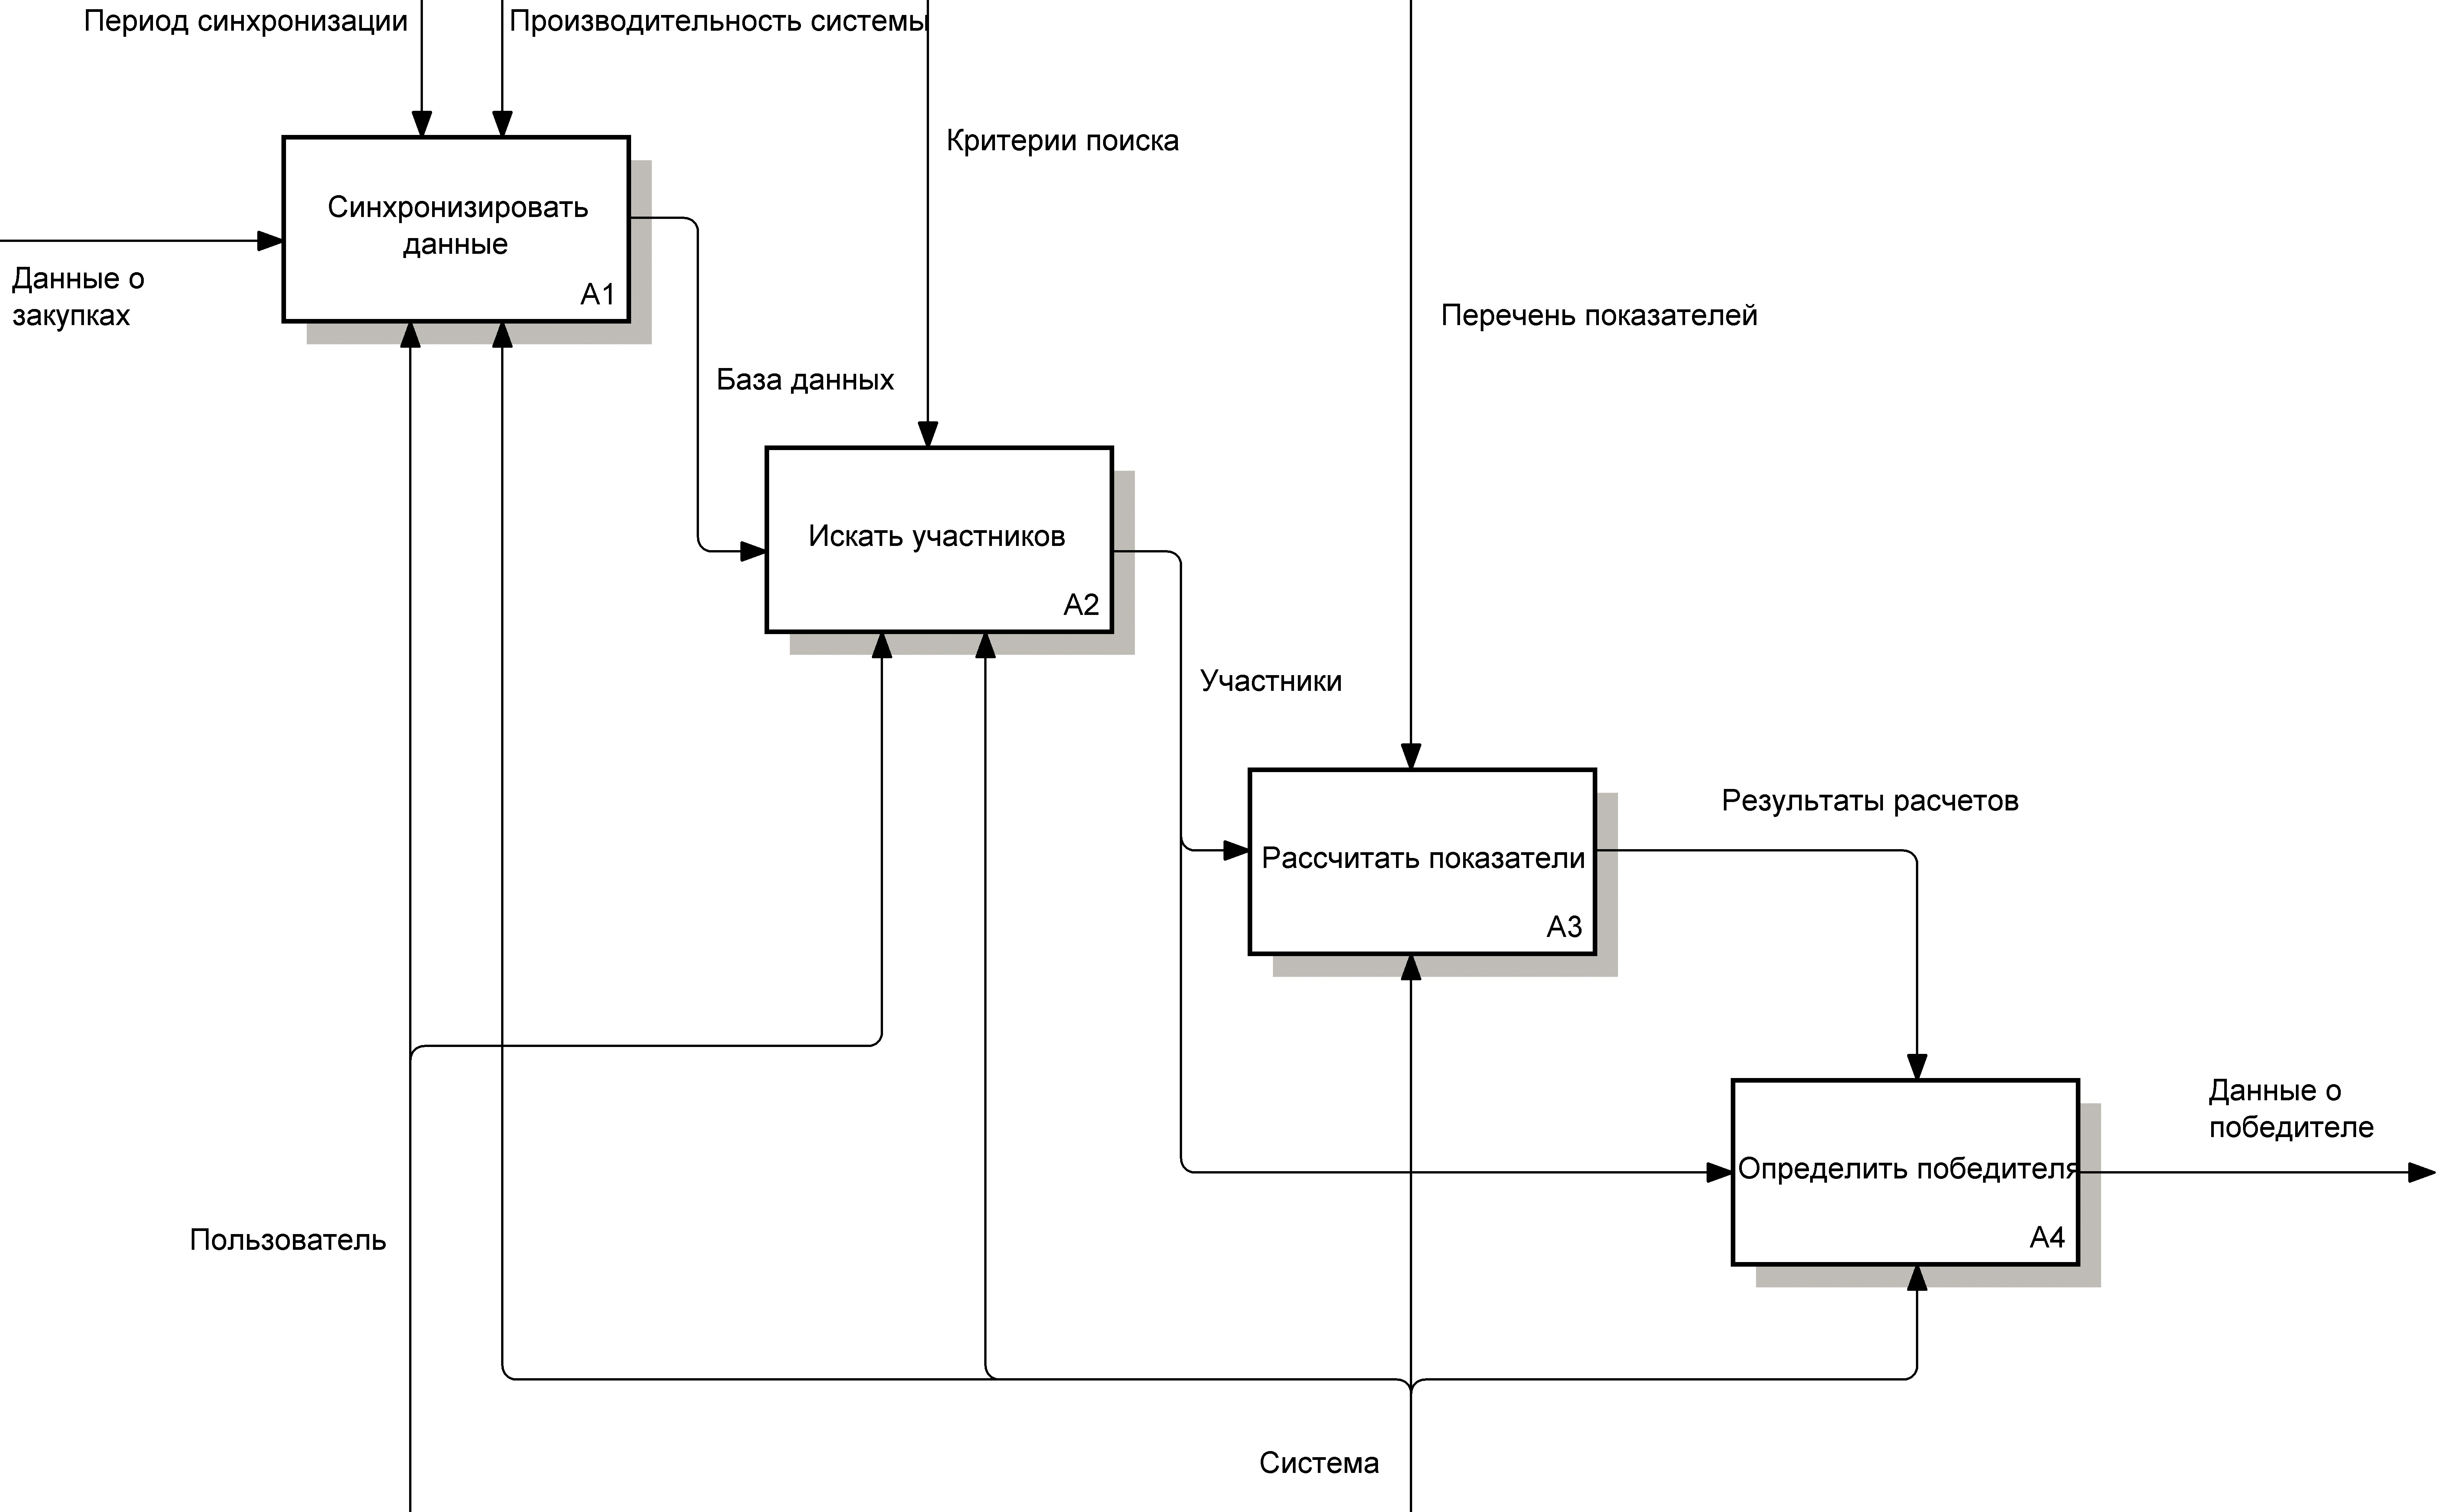 Период синхронизации
Производительность системы
Критерии поиска
Синхронизировать
данные
A1
Данные о
закупках
Перечень показателей
База данных
Искать участников
A2
Участники
Результаты расчетов
Рассчитать показатели
A3
Данные о
победителе
Определить победителя
A4
Пользователь
Система